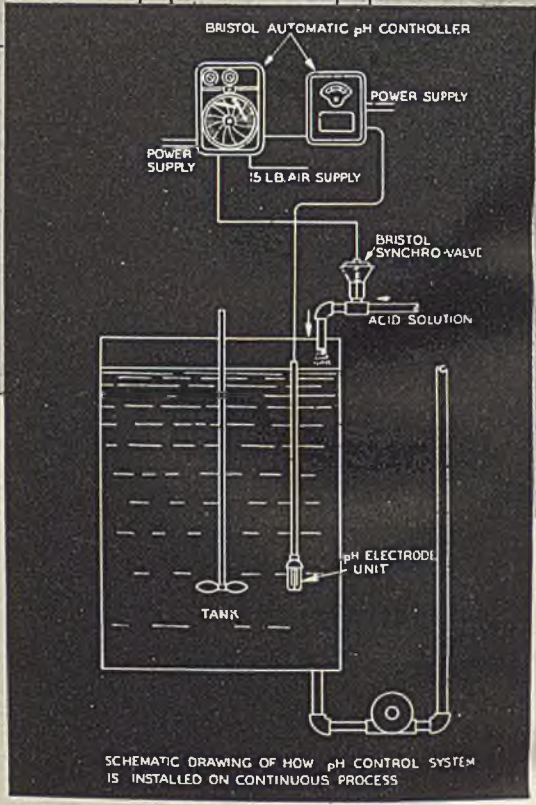 BRISTOL AUTOMATIC pH CONTROLLER
POWER SUPPLY
POWER
SUPPLY
15 LB. AIR SUPPLY
BRISTOL
SYNCHRO-VALVE
ACID SOLUTION
pH ELECTRODE
UNIT
TANK
SCHEMATIC DRAWING OF HOW pH CONTROL SYSTEM
IS INSTALLED ON CONTINUOUS PROCESS